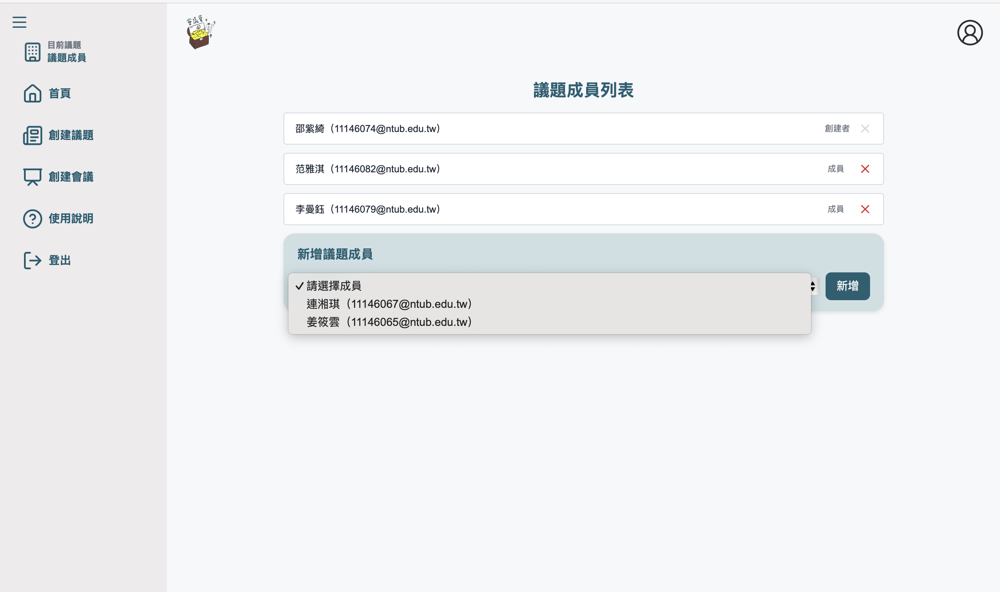 會議寶
目前議題
議題成員
首頁
創建議題
創建會議
使用說明
登出
議題成員列表
邵紫綺（11146074@ntub.edu.tw）
創建者
范雅淇（11146082@ntub.edu.tw）
成員
李曼鈺（11146079@ntub.edu.tw）
成員
新增議題成員
請選擇成員
連湘琪（11146067@ntub.edu.tw）
姜筱雲（11146065@ntub.edu.tw）
新增